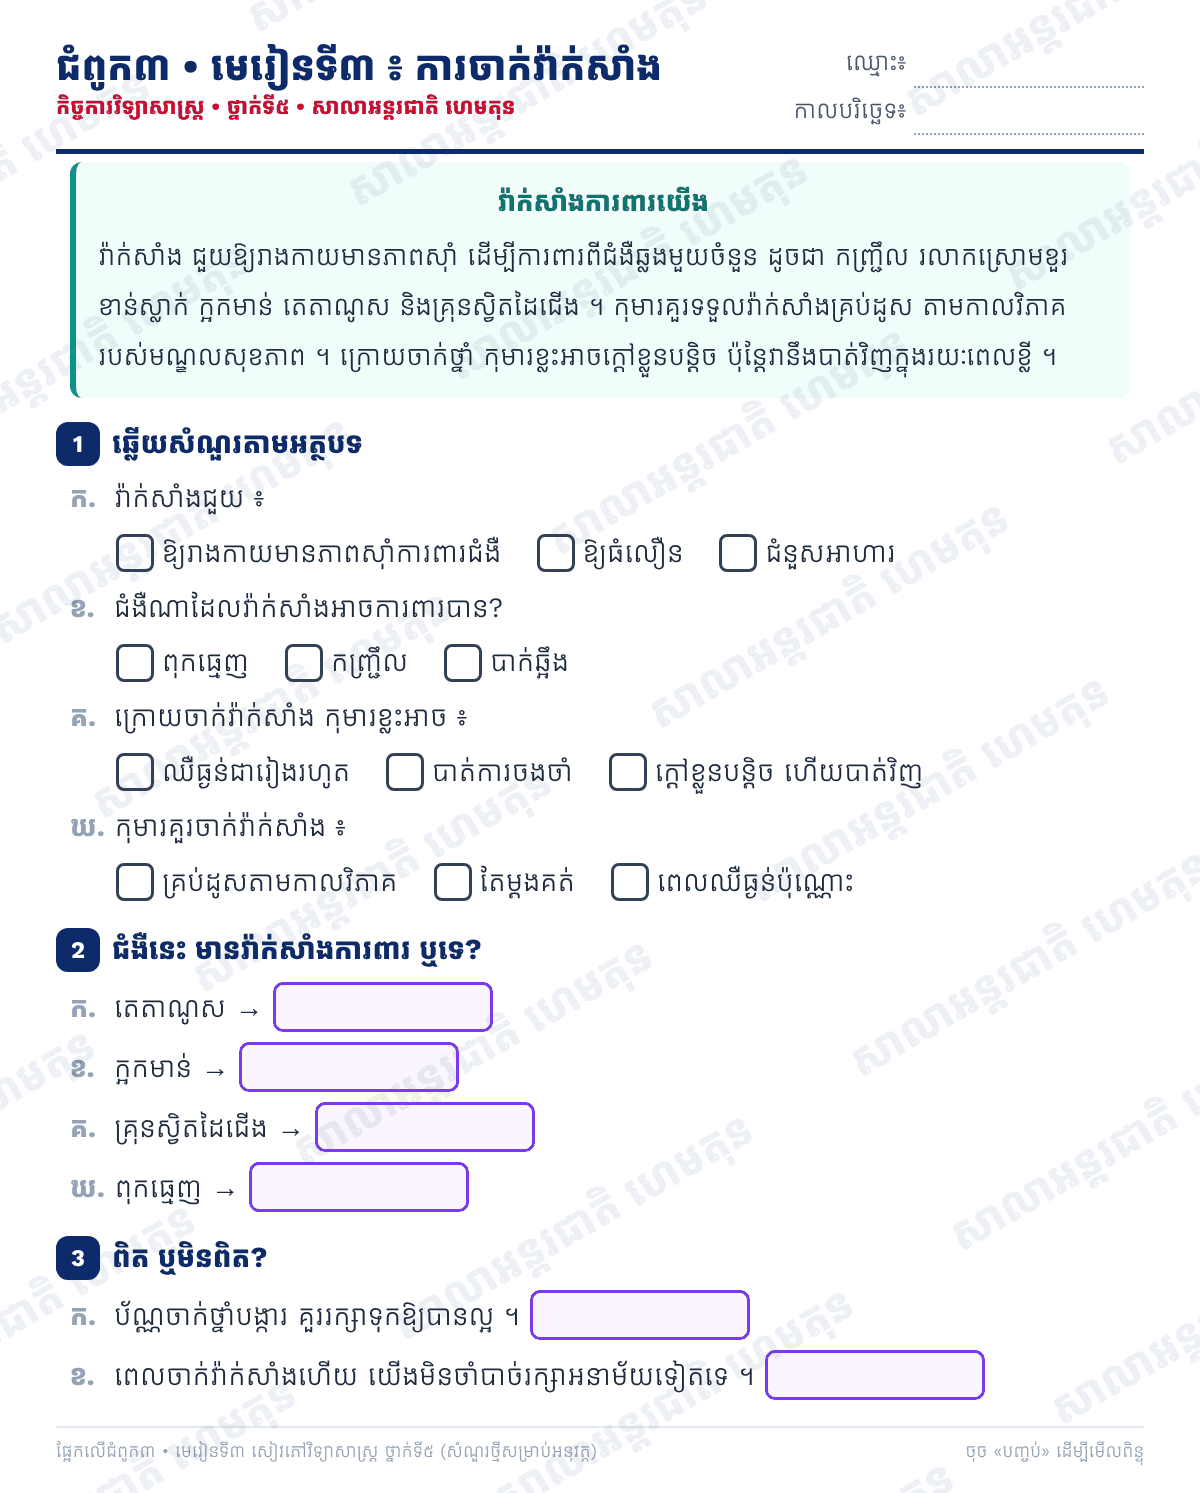 ជំពូក៣ • មេរៀនទី៣ ៖ ការចាក់វ៉ាក់សាំង
ឈ្មោះ៖
កិច្ចការវិទ្យាសាស្ត្រ • ថ្នាក់ទី៥ • សាលាអន្តរជាតិ ហេមតុន
កាលបរិច្ឆេទ៖
វ៉ាក់សាំងការពារយើង
វ៉ាក់សាំង ជួយឱ្យរាងកាយមានភាពស៊ាំ ដើម្បីការពារពីជំងឺឆ្លងមួយចំនួន ដូចជា កញ្ជ្រឹល រលាកស្រោមខួរ
ខាន់ស្លាក់ ក្អកមាន់ តេតាណូស និងគ្រុនស្វិតដៃជើង ។ កុមារគួរទទួលវ៉ាក់សាំងគ្រប់ដូស តាមកាលវិភាគ
របស់មណ្ឌលសុខភាព ។ ក្រោយចាក់ថ្នាំ កុមារខ្លះអាចក្ដៅខ្លួនបន្តិច ប៉ុន្តែវានឹងបាត់វិញក្នុងរយៈពេលខ្លី ។
1 ឆ្លើយសំណួរតាមអត្ថបទ
ក. វ៉ាក់សាំងជួយ ៖
ឱ្យរាងកាយមានភាពស៊ាំការពារជំងឺ ឱ្យធំលឿន ជំនួសអាហារ
ខ. ជំងឺណាដែលវ៉ាក់សាំងអាចការពារបាន?
ពុកធ្មេញ កញ្ជ្រឹល បាក់ឆ្អឹង
គ. ក្រោយចាក់វ៉ាក់សាំង កុមារខ្លះអាច ៖
ឈឺធ្ងន់ជារៀងរហូត បាត់ការចងចាំ ក្ដៅខ្លួនបន្តិច ហើយបាត់វិញ
ឃ. កុមារគួរចាក់វ៉ាក់សាំង ៖
គ្រប់ដូសតាមកាលវិភាគ តែម្ដងគត់ ពេលឈឺធ្ងន់ប៉ុណ្ណោះ
2 ជំងឺនេះ មានវ៉ាក់សាំងការពារ ឬទេ?
ក. តេតាណូស →
ខ. ក្អកមាន់ →
គ. គ្រុនស្វិតដៃជើង →
ឃ. ពុកធ្មេញ →
3 ពិត ឬមិនពិត?
ក. ប័ណ្ណចាក់ថ្នាំបង្ការ គួររក្សាទុកឱ្យបានល្អ ។
ខ. ពេលចាក់វ៉ាក់សាំងហើយ យើងមិនចាំបាច់រក្សាអនាម័យទៀតទេ ។
ផ្អែកលើជំពូក៣ • មេរៀនទី៣ សៀវភៅវិទ្យាសាស្ត្រ ថ្នាក់ទី៥ (សំណួរថ្មីសម្រាប់អនុវត្ត)
ចុច «បញ្ចប់» ដើម្បីមើលពិន្ទុ